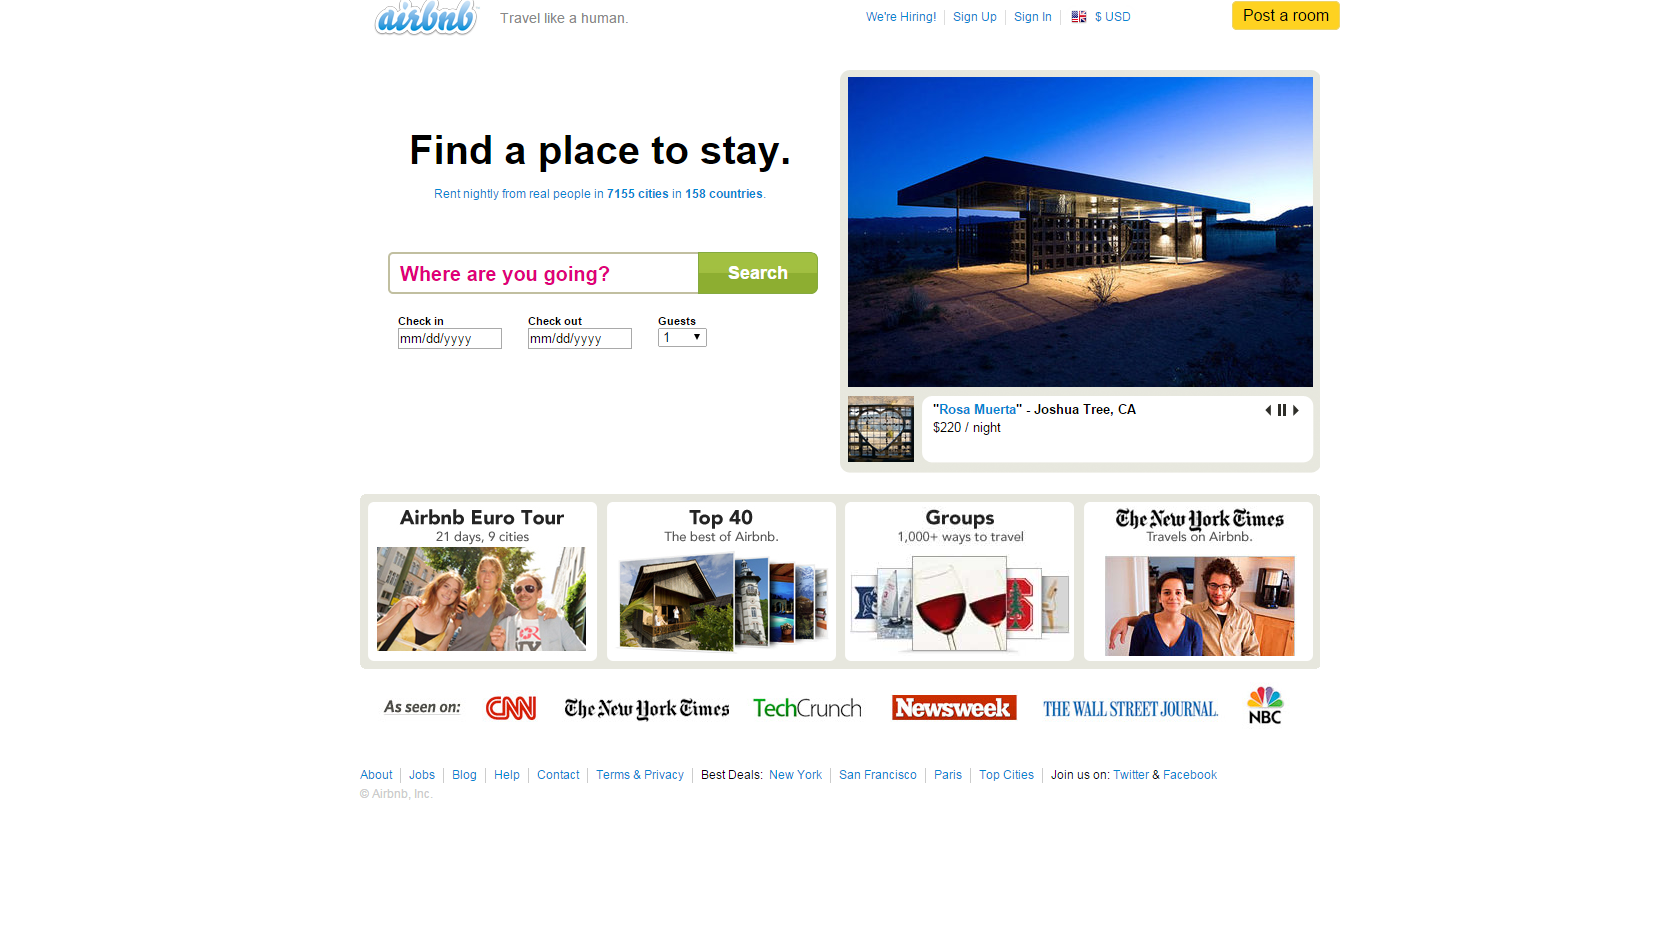 airbnb
Travel like a human.
We're Hiring! Sign Up Sign In $ USD
Post a room
Find a place to stay.
Rent nightly from real people in 7155 cities in 158 countries.
Where are you going?
Search
Check in Check out Guests
mm/dd/yyyy mm/dd/yyyy 1
"Rosa Muerta" - Joshua Tree, CA
$220 / night
Airbnb Euro Tour
21 days, 9 cities
Top 40
The best of Airbnb.
Groups
1,000+ ways to travel
The New York Times
Travels on Airbnb.
As seen on: CNN The New York Times TechCrunch Newsweek THE WALL STREET JOURNAL. NBC
About Jobs Blog Help Contact Terms & Privacy Best Deals: New York San Francisco Paris Top Cities Join us on: Twitter & Facebook
© Airbnb, Inc.